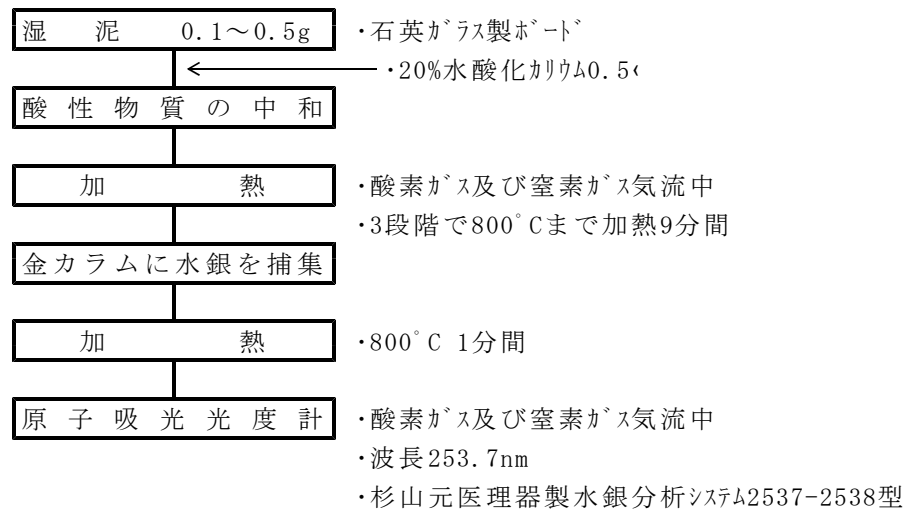 湿泥 0.1～0.5g ・石英ｶﾞﾗｽ製ﾎﾞｰﾄﾞ
・20%水酸化ｶﾘｳﾑ0.5
酸性物質の中和
加熱 ・酸素ｶﾞｽ及び窒素ｶﾞｽ気流中
・3段階で800°Cまで加熱9分間
金カラムに水銀を捕集
加熱 ・800°C 1分間
原子吸光光度計 ・酸素ｶﾞｽ及び窒素ｶﾞｽ気流中
・波長253.7nm
・杉山元医理器製水銀分析ｼｽﾃﾑ2537-2538型